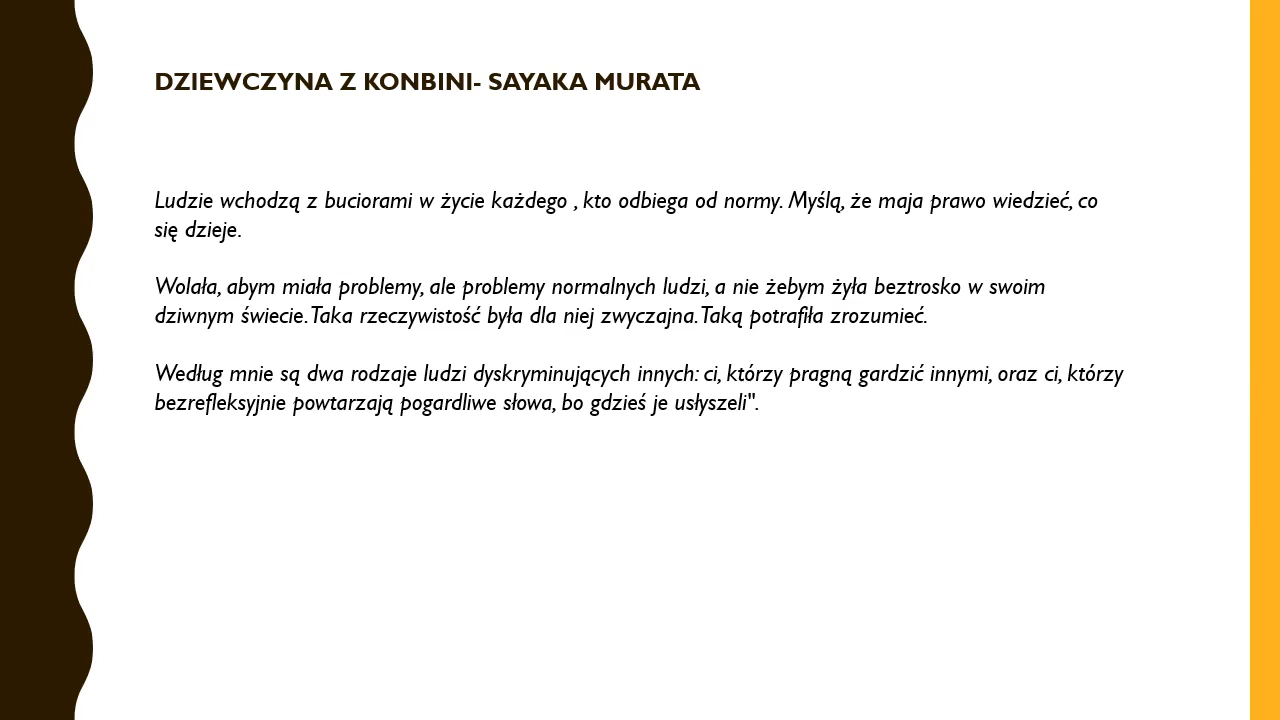 DZIEWCZYNA Z KONBINI- SAYAKA MURATA
Ludzie wchodzą z buciorami w życie każdego , kto odbiega od normy. Myślą, że maja prawo wiedzieć, co
się dzieje.
Wolała, abym miała problemy, ale problemy normalnych ludzi, a nie żebym żyła beztrosko w swoim
dziwnym świecie. Taka rzeczywistość była dla niej zwyczajna. Taką potrafiła zrozumieć.
Według mnie są dwa rodzaje ludzi dyskryminujących innych: ci, którzy pragną gardzić innymi, oraz ci, którzy
bezrefleksyjnie powtarzają pogardliwe słowa, bo gdzieś je usłyszeli".